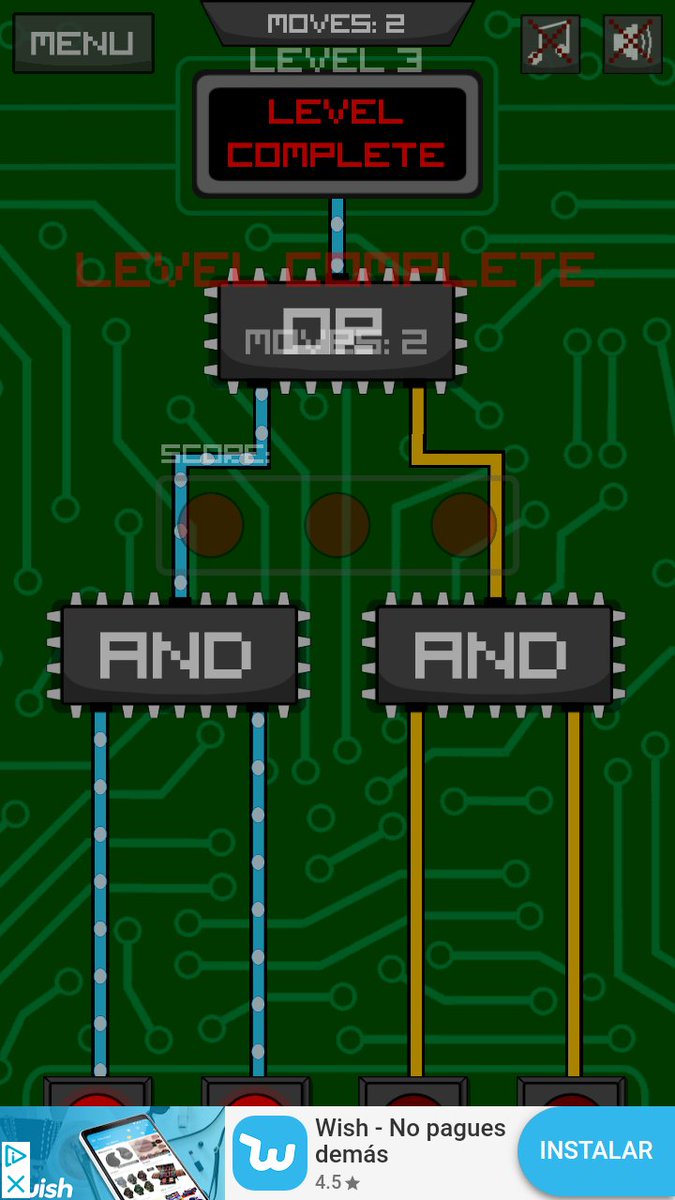 MOVES: 2
MENU
LEVEL 3
LEVEL
COMPLETE
LEVEL COMPLETE
OR
MOVES: 2
SCORE:
AND
AND
Wish - No pagues
demás
4.5★
INSTALAR
wish